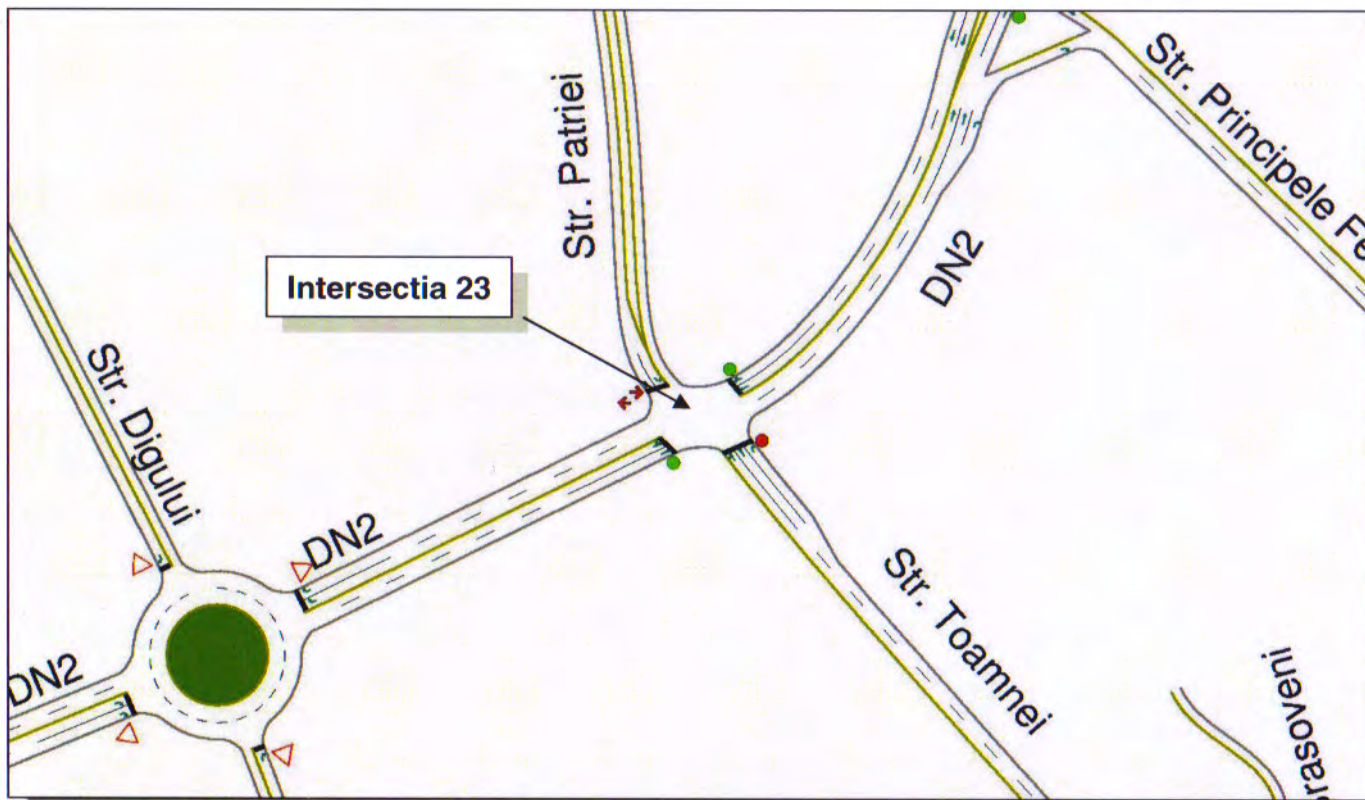 Str. Patriei
Str. Principele Fe
Intersectia 23
DN2
Str. Digului
DN2
Str. Toamnei
DN2
rasoveni